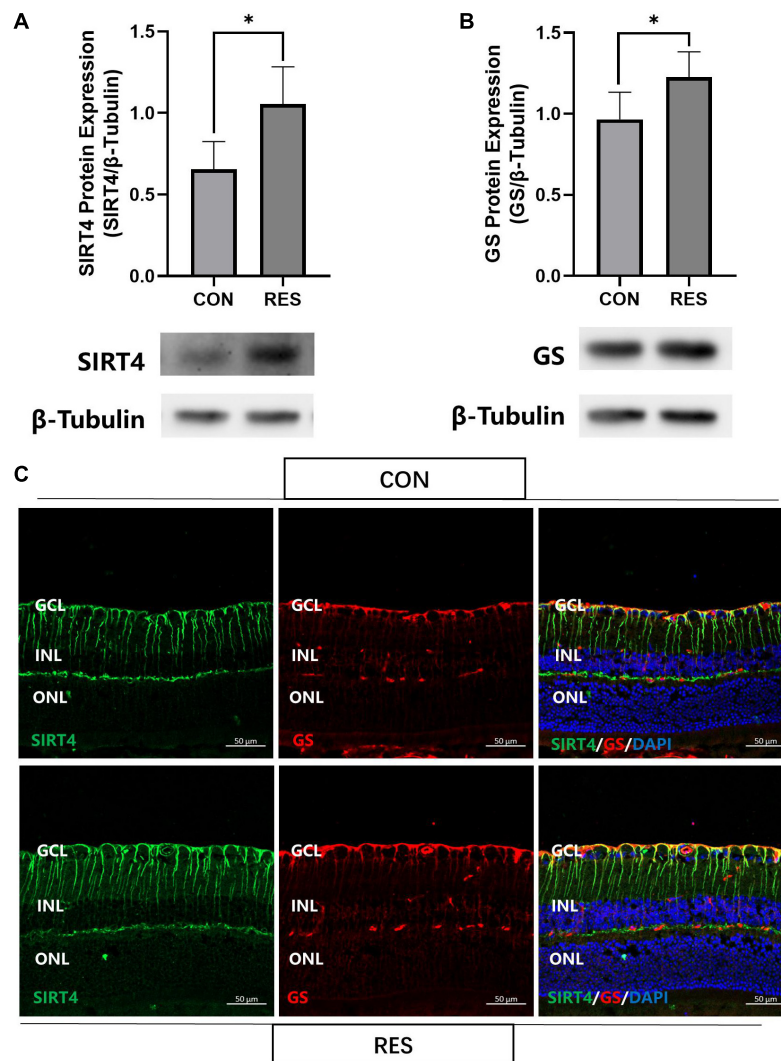 A
SIRT4 Protein Expression
(SIRT4/β-Tubulin)
1.5
1.0
0.5
0.0
*
CON RES
SIRT4
β-Tubulin
B
GS Protein Expression
(GS/β-Tubulin)
1.5
1.0
0.5
0.0
*
CON RES
GS
β-Tubulin
C
CON
GCL
INL
ONL
SIRT4
50 μm
GCL
INL
ONL
GS
50 μm
GCL
INL
ONL
SIRT4/GS/DAPI
50 μm
GCL
INL
ONL
SIRT4
50 μm
GCL
INL
ONL
GS
50 μm
GCL
INL
ONL
SIRT4/GS/DAPI
50 μm
RES